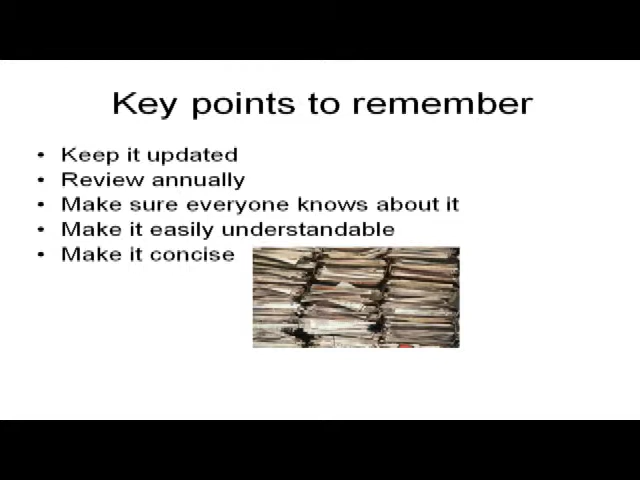 Key points to remember
• Keep it updated
• Review annually
• Make sure everyone knows about it
• Make it easily understandable
• Make it concise